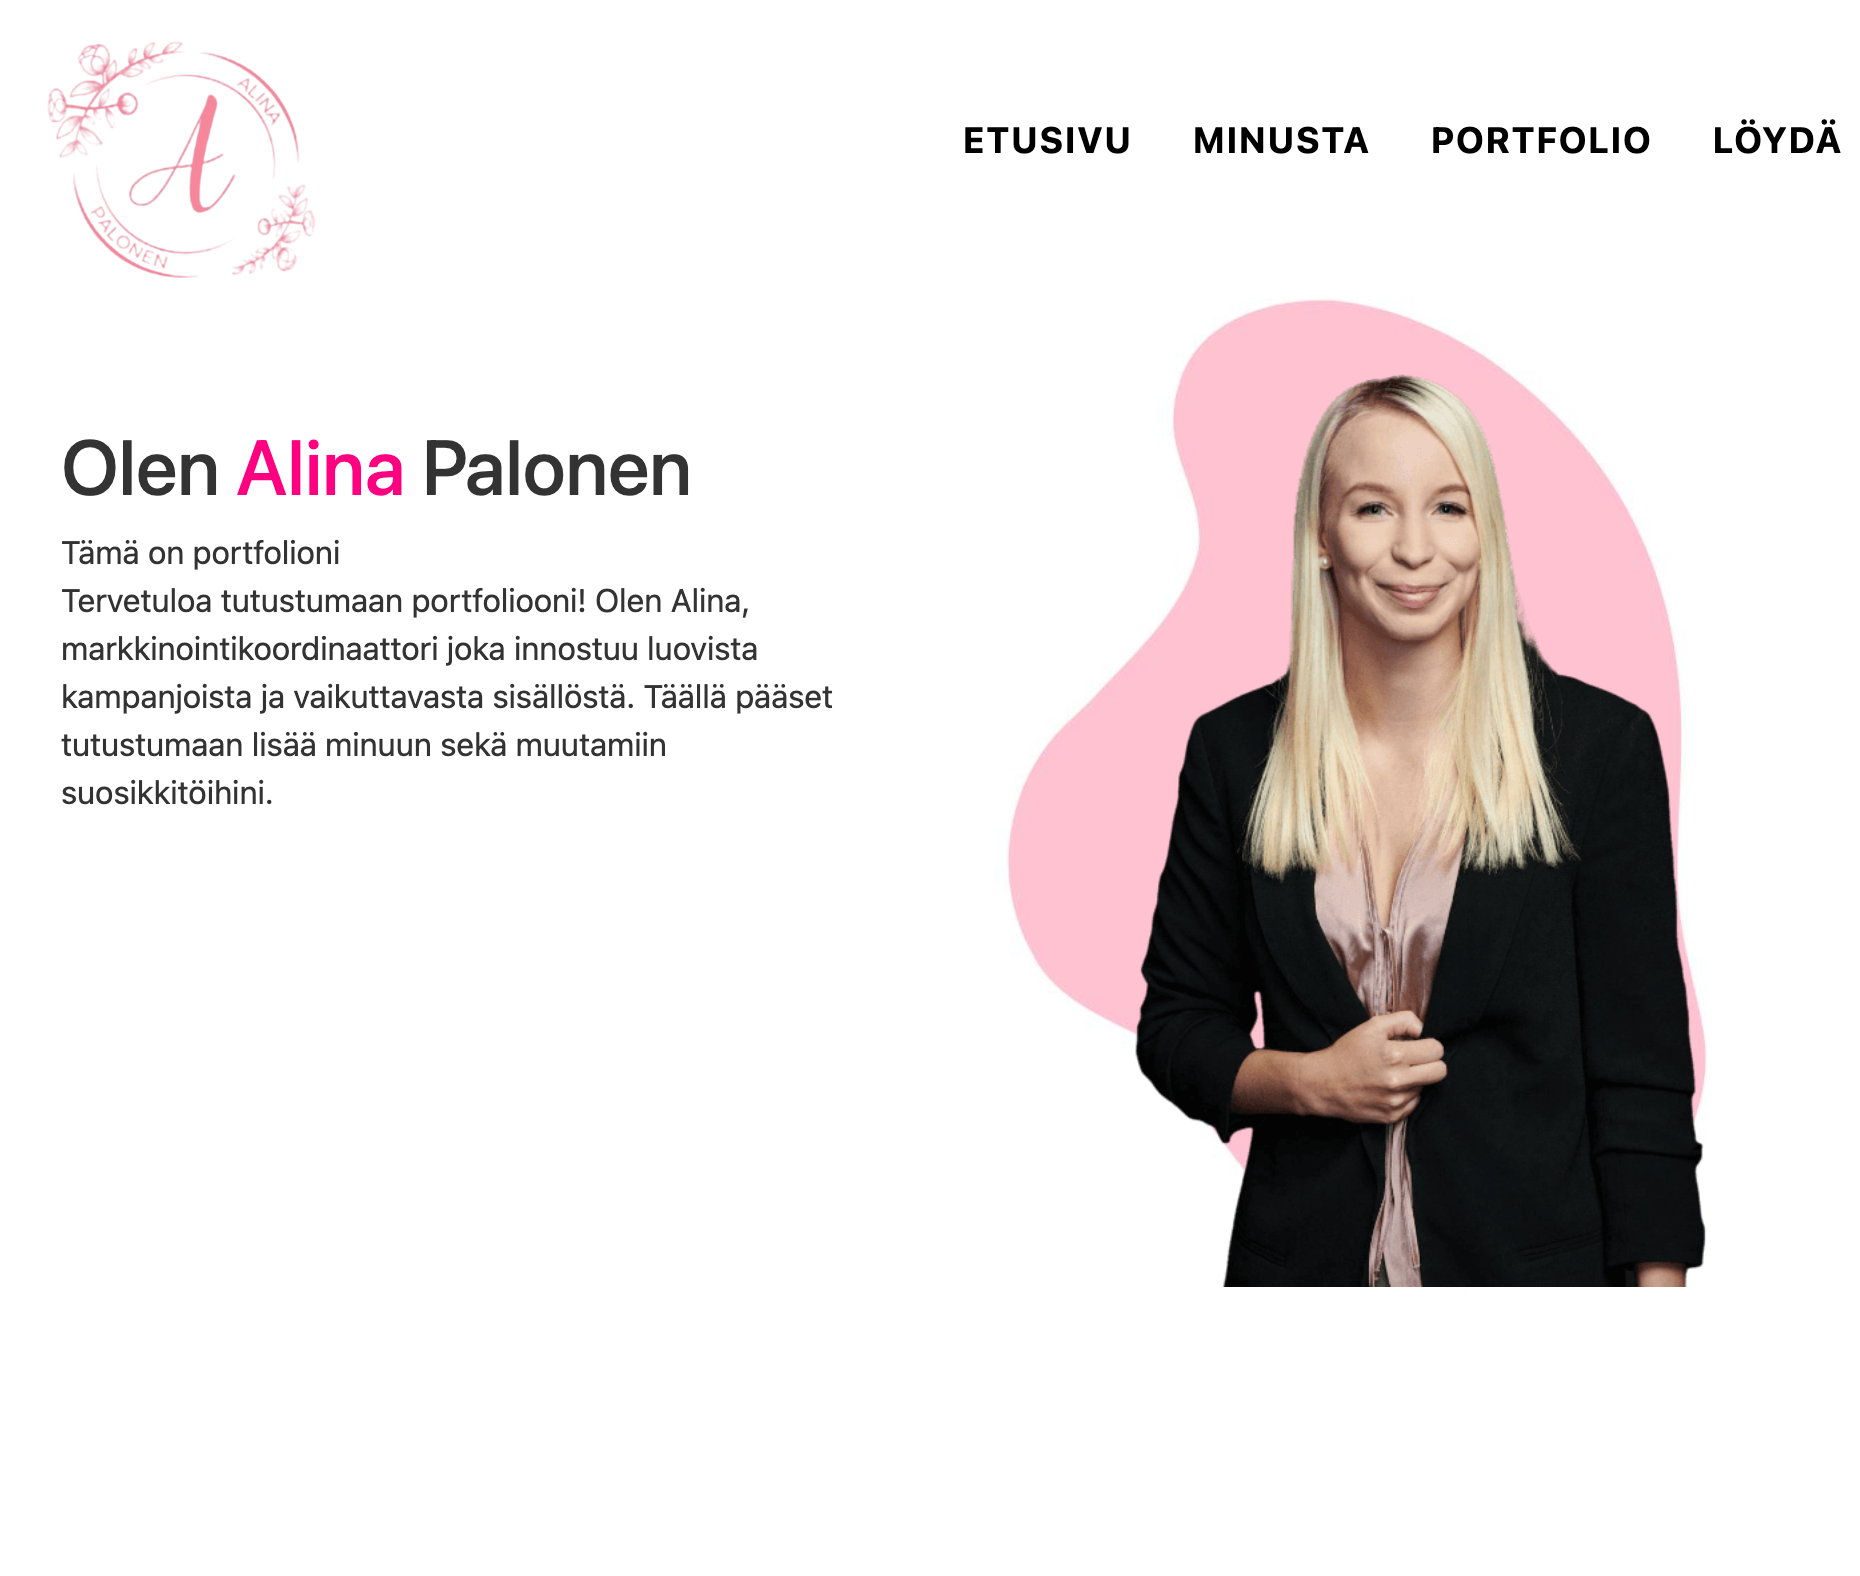 ALINA
PALONEN
A
ETUSIVU MINUSTA PORTFOLIO LÖYDÄ
Olen Alina Palonen
Tämä on portfolioni
Tervetuloa tutustumaan portfoliooni! Olen Alina,
markkinointikoordinaattori joka innostuu luovista
kampanjoista ja vaikuttavasta sisällöstä. Täällä pääset
tutustumaan lisää minuun sekä muutamiin
suosikkitöihini.